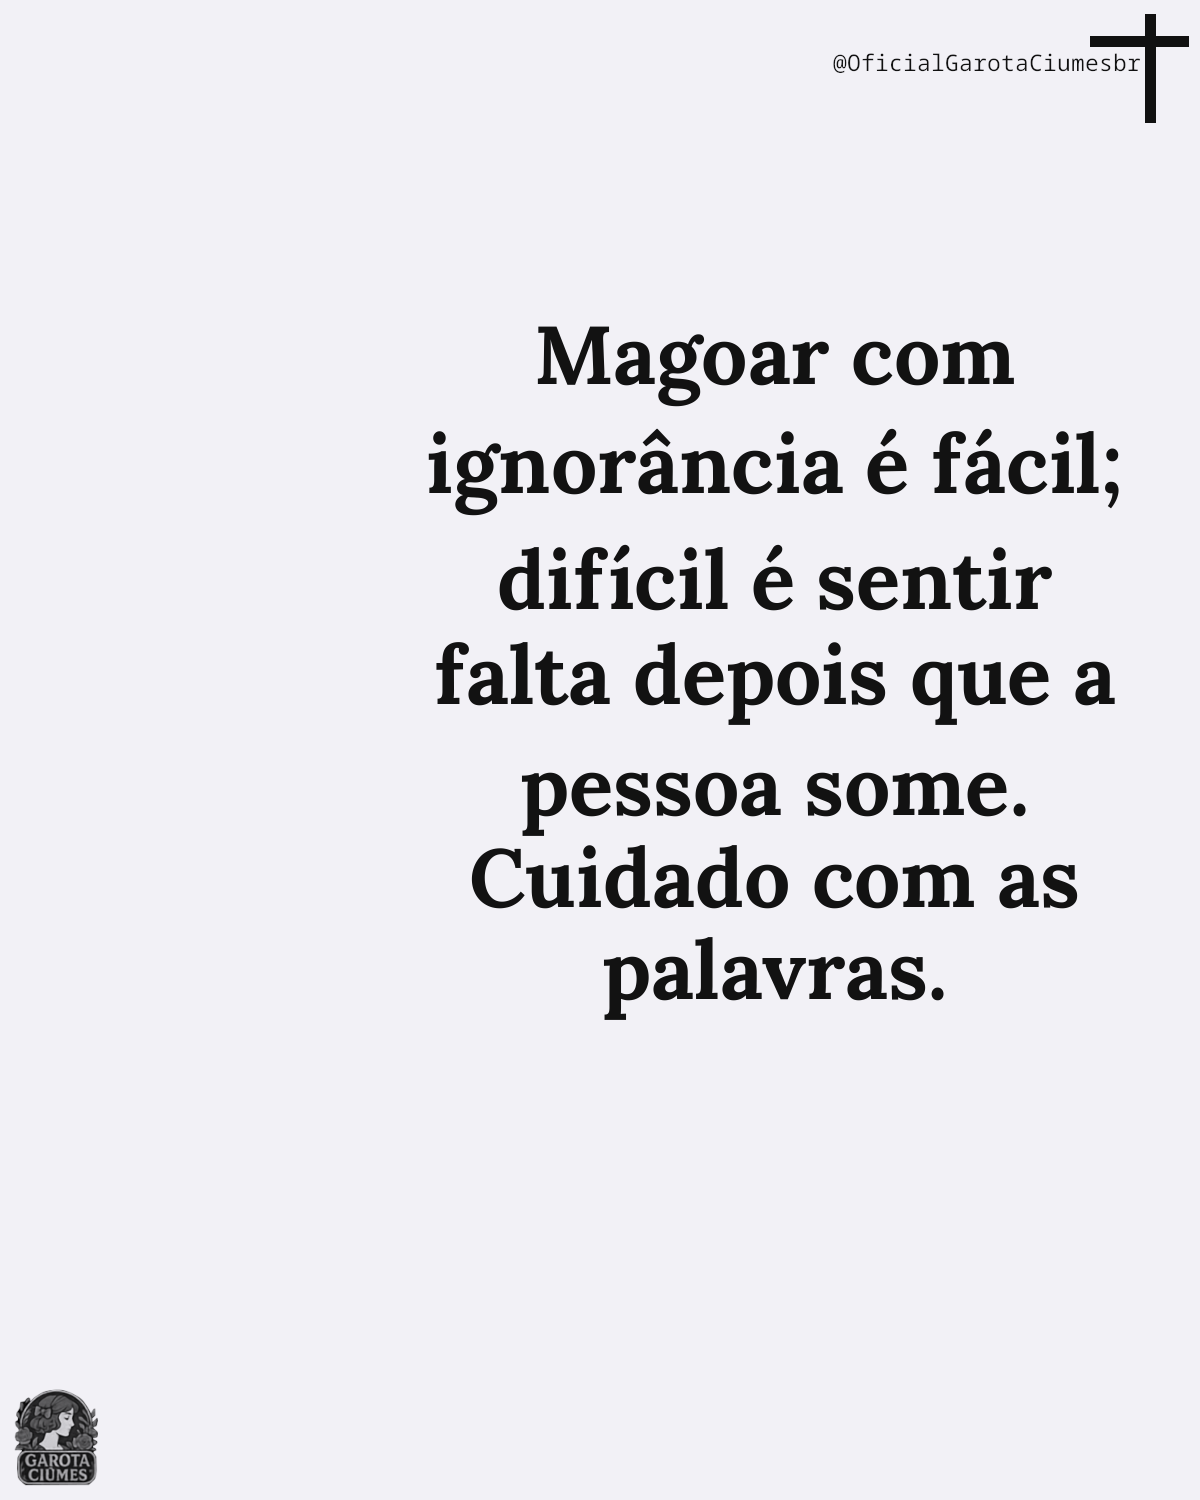 @OficialGarotaCiumesbr
Magoar com
ignorância é fácil;
difícil é sentir
falta depois que a
pessoa some.
Cuidado com as
palavras.
GAROTA
CIÚMES